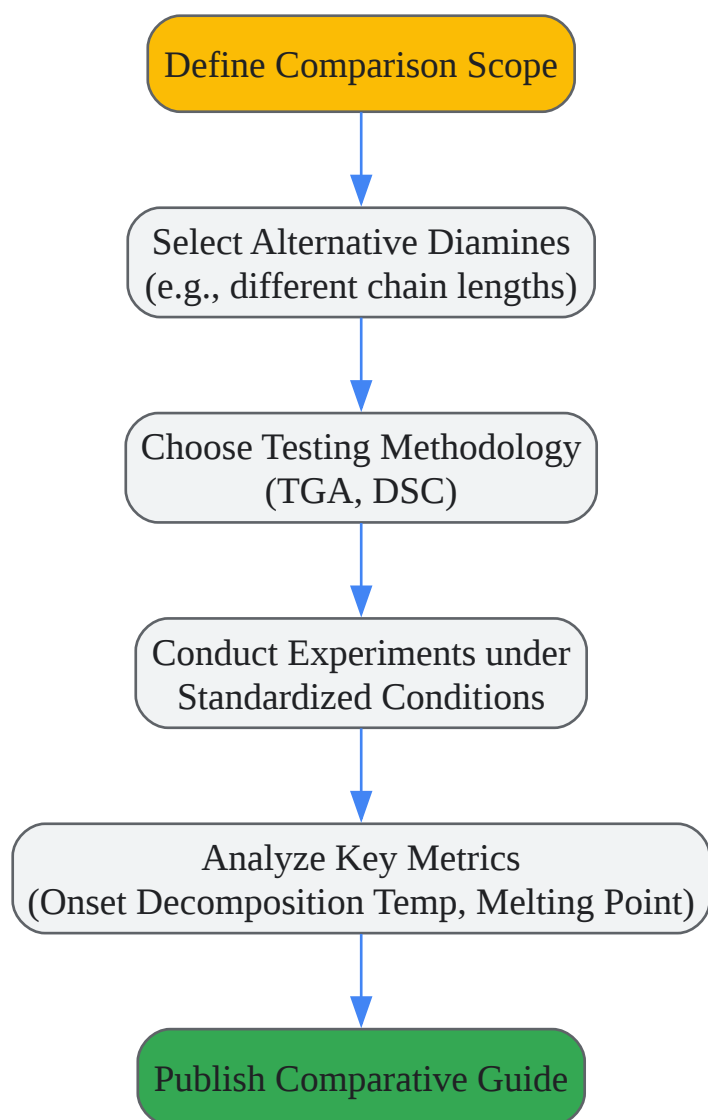 Define Comparison Scope
Select Alternative Diamines
(e.g., different chain lengths)
Choose Testing Methodology
(TGA, DSC)
Conduct Experiments under
Standardized Conditions
Analyze Key Metrics
(Onset Decomposition Temp, Melting Point)
Publish Comparative Guide